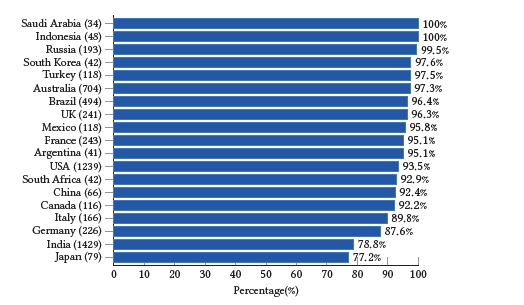 Saudi Arabia (34) 100%
Indonesia (48) 100%
Russia (193) 99.5%
South Korea (42) 97.6%
Turkey (118) 97.5%
Australia (704) 97.3%
Brazil (494) 96.4%
UK (241) 96.3%
Mexico (118) 95.8%
France (243) 95.1%
Argentina (41) 95.1%
USA (1239) 93.5%
South Africa (42) 92.9%
China (66) 92.4%
Canada (116) 92.2%
Italy (166) 89.8%
Germany (226) 87.6%
India (1429) 78.8%
Japan (79) 77.2%
0 10 20 30 40 50 60 70 80 90 100
Percentage(%)